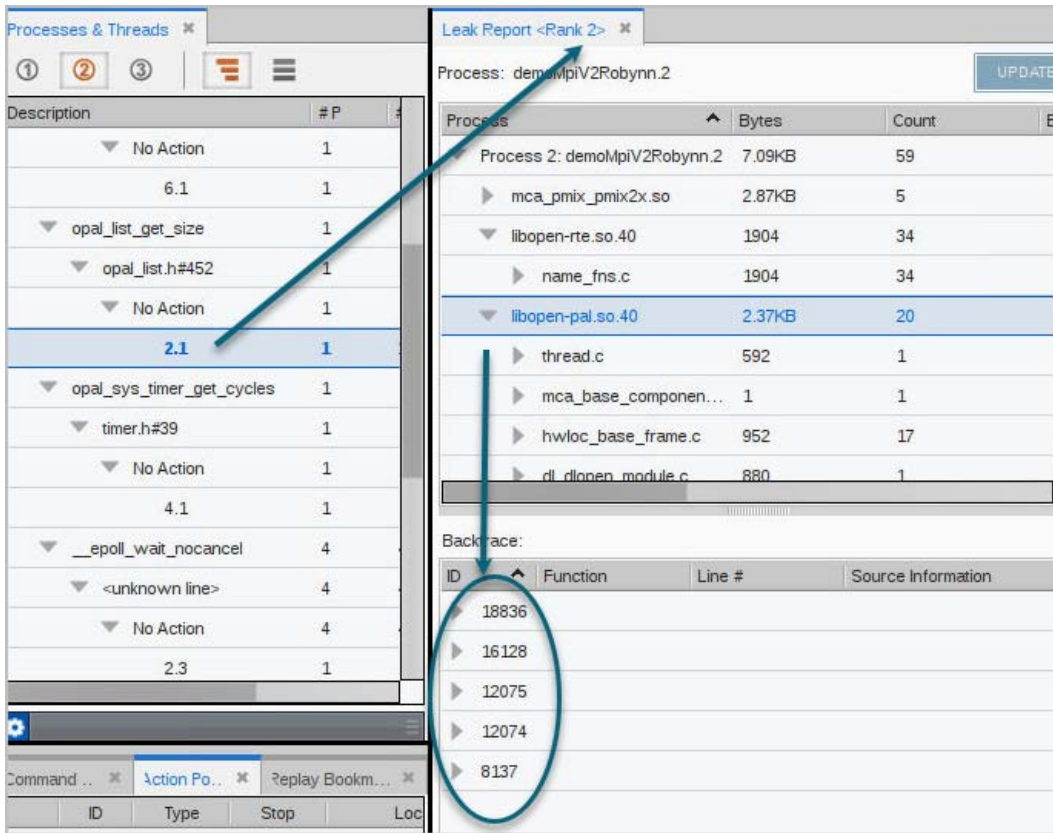 Processes & Threads
1 2 3
Description #P
No Action 1
6.1 1
opal_list_get_size 1
opal_list.h#452 1
No Action 1
2.1 1
opal_sys_timer_get_cycles 1
timer.h#39 1
No Action 1
4.1 1
__epoll_wait_nocancel 4
<unknown line> 4
No Action 4
2.3 1
Command .. Action Po.. Replay Bookm...
ID Type Stop Loc
Leak Report <Rank 2>
Process: demoMpiV2Robynn.2 UPDATE
Process Bytes Count
Process 2: demoMpiV2Robynn.2 7.09KB 59
mca_pmix_pmix2x.so 2.87KB 5
libopen-rte.so.40 1904 34
name_fns.c 1904 34
libopen-pal.so.40 2.37KB 20
thread.c 592 1
mca_base_componen... 1 1
hwloc_base_frame.c 952 17
dl_dlopen_module.c 880 1
Backtrace:
ID Function Line # Source Information
18836
16128
12075
12074
8137